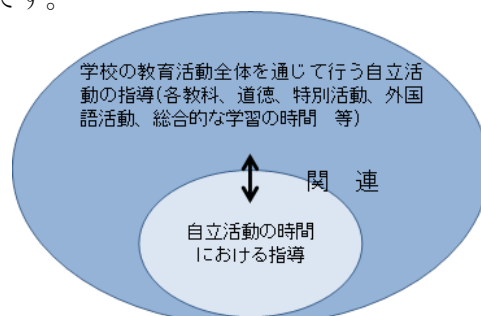 です。
学校の教育活動全体を通じて行う自立活
動の指導(各教科、道徳、特別活動、外国
語活動、総合的な学習の時間　等)
関　連
自立活動の時間
における指導